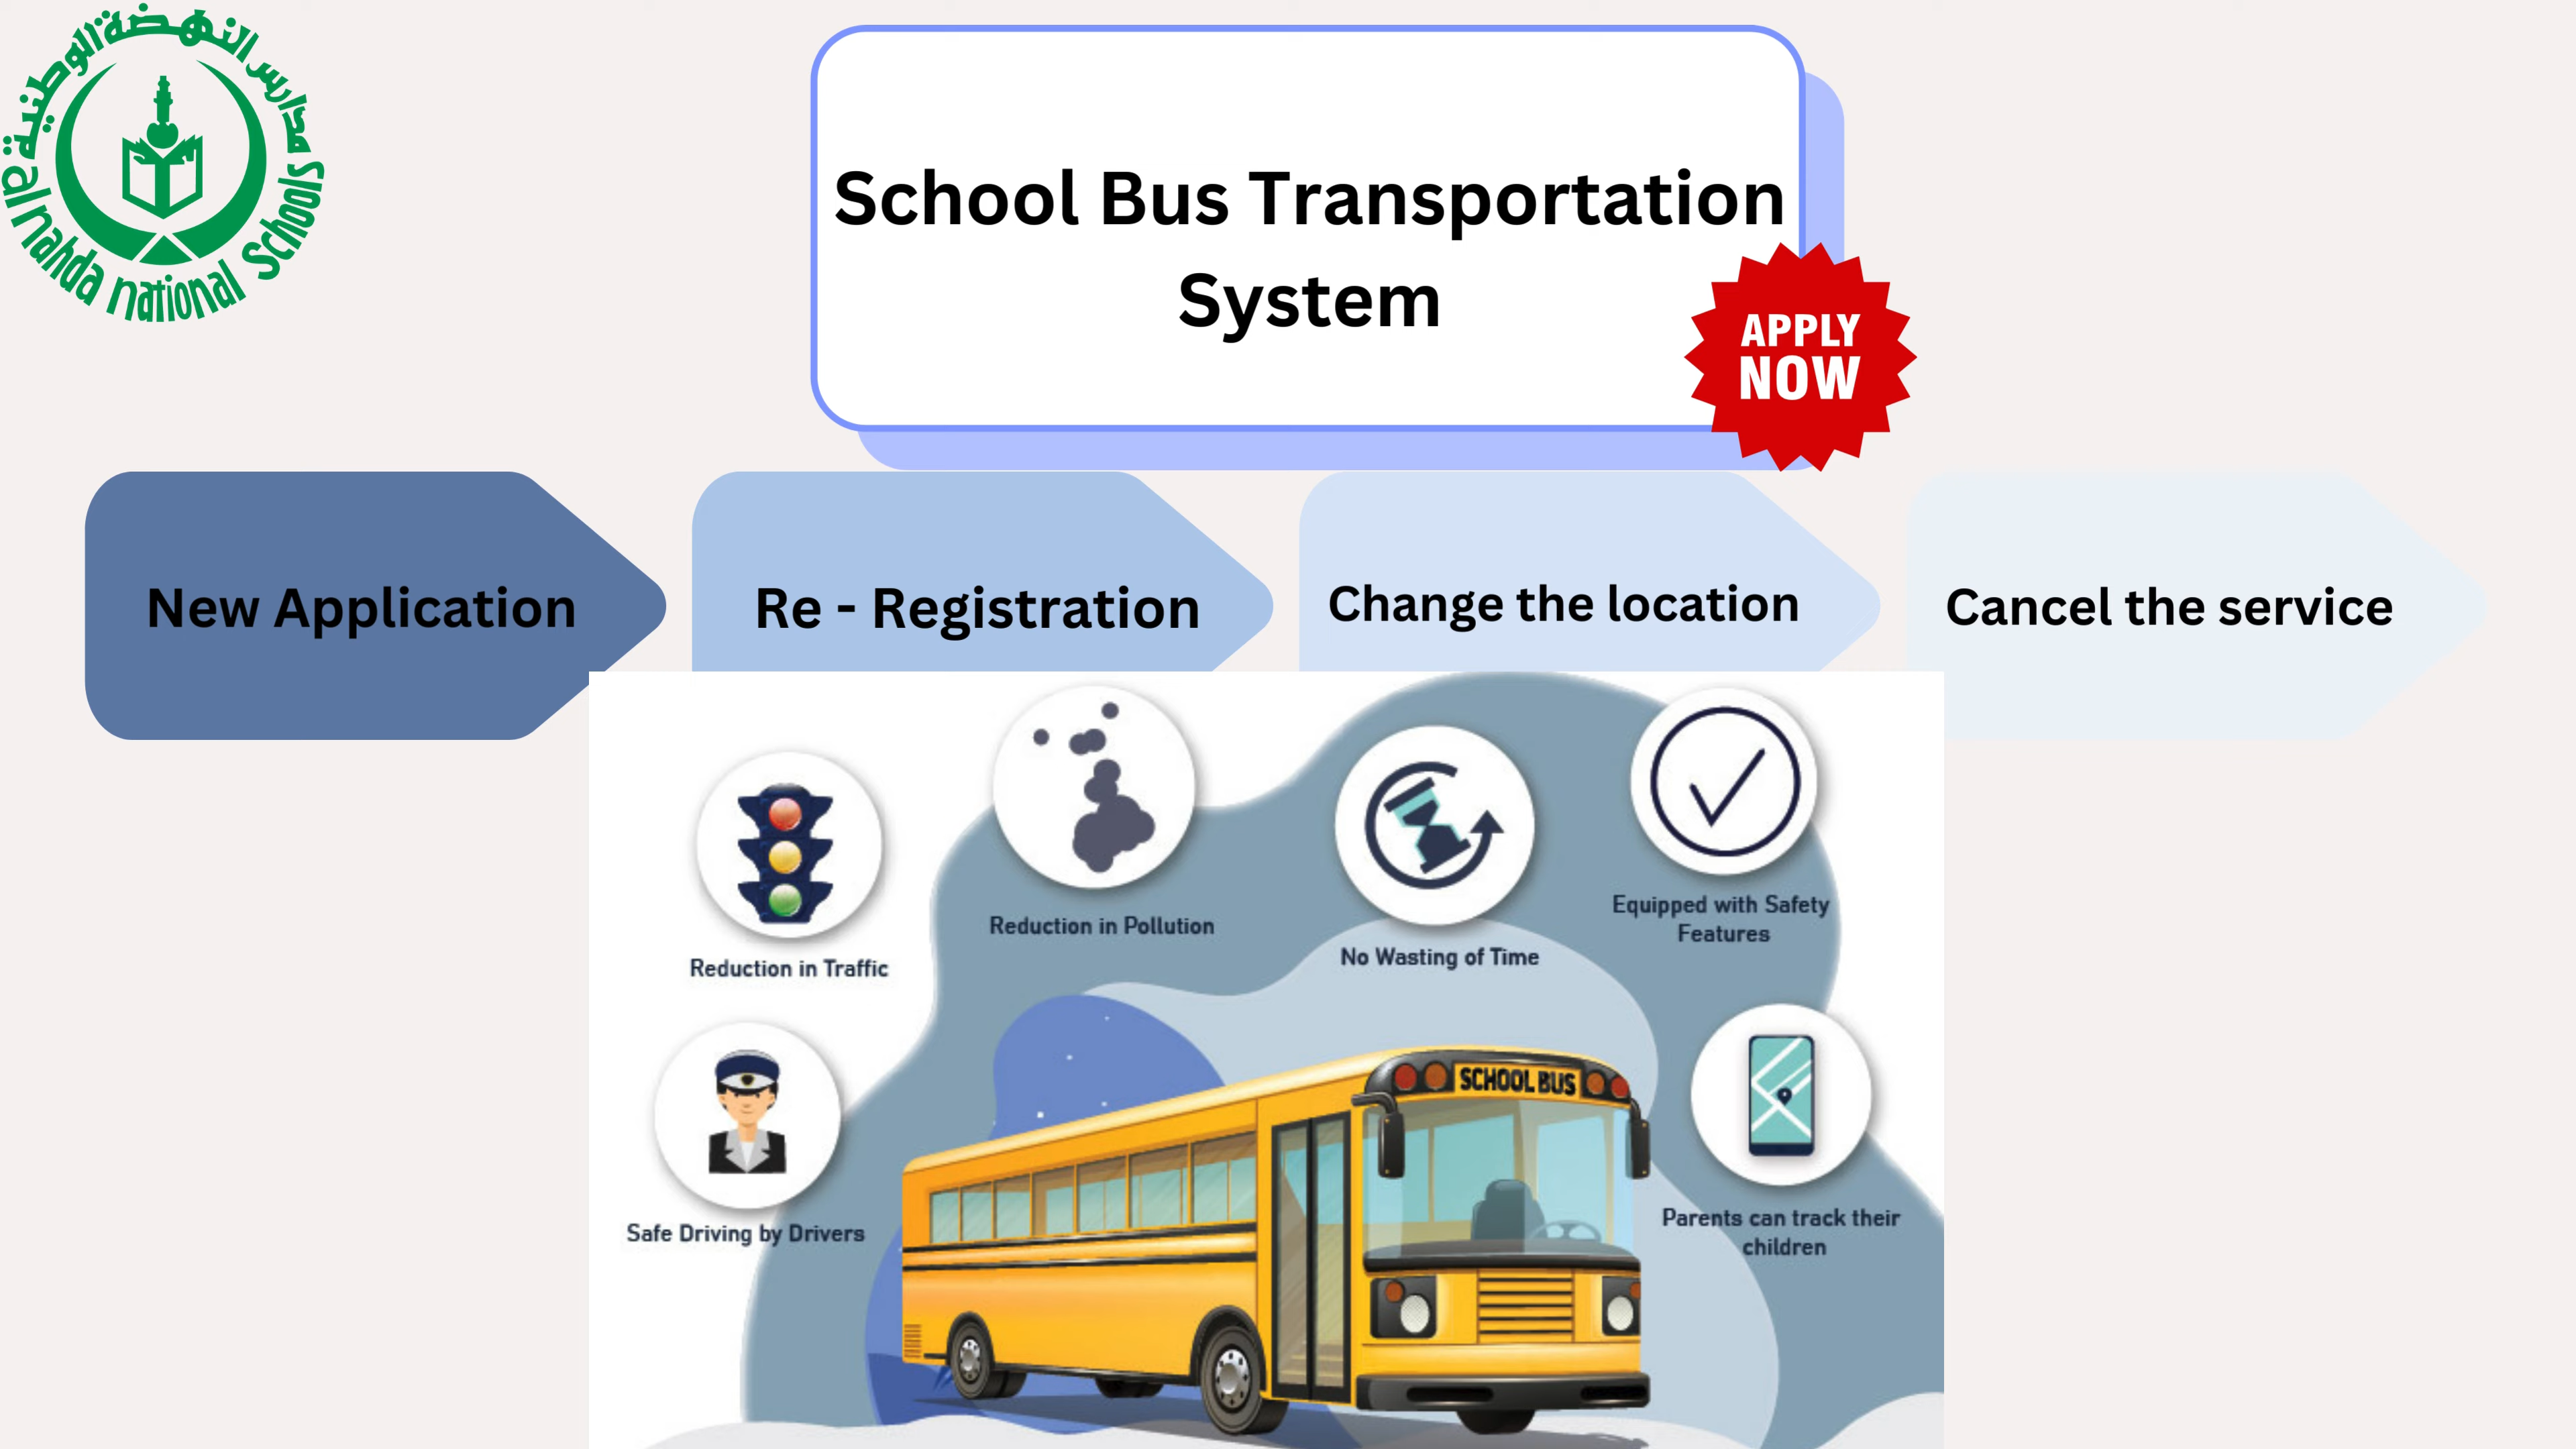 مدارس النهضة الوطنية
al nahda national Schools
School Bus Transportation
System
APPLY
NOW
New Application
Re - Registration
Change the location
Cancel the service
Reduction in Traffic
Reduction in Pollution
No Wasting of Time
Equipped with Safety
Features
Safe Driving by Drivers
SCHOOL BUS
Parents can track their
children